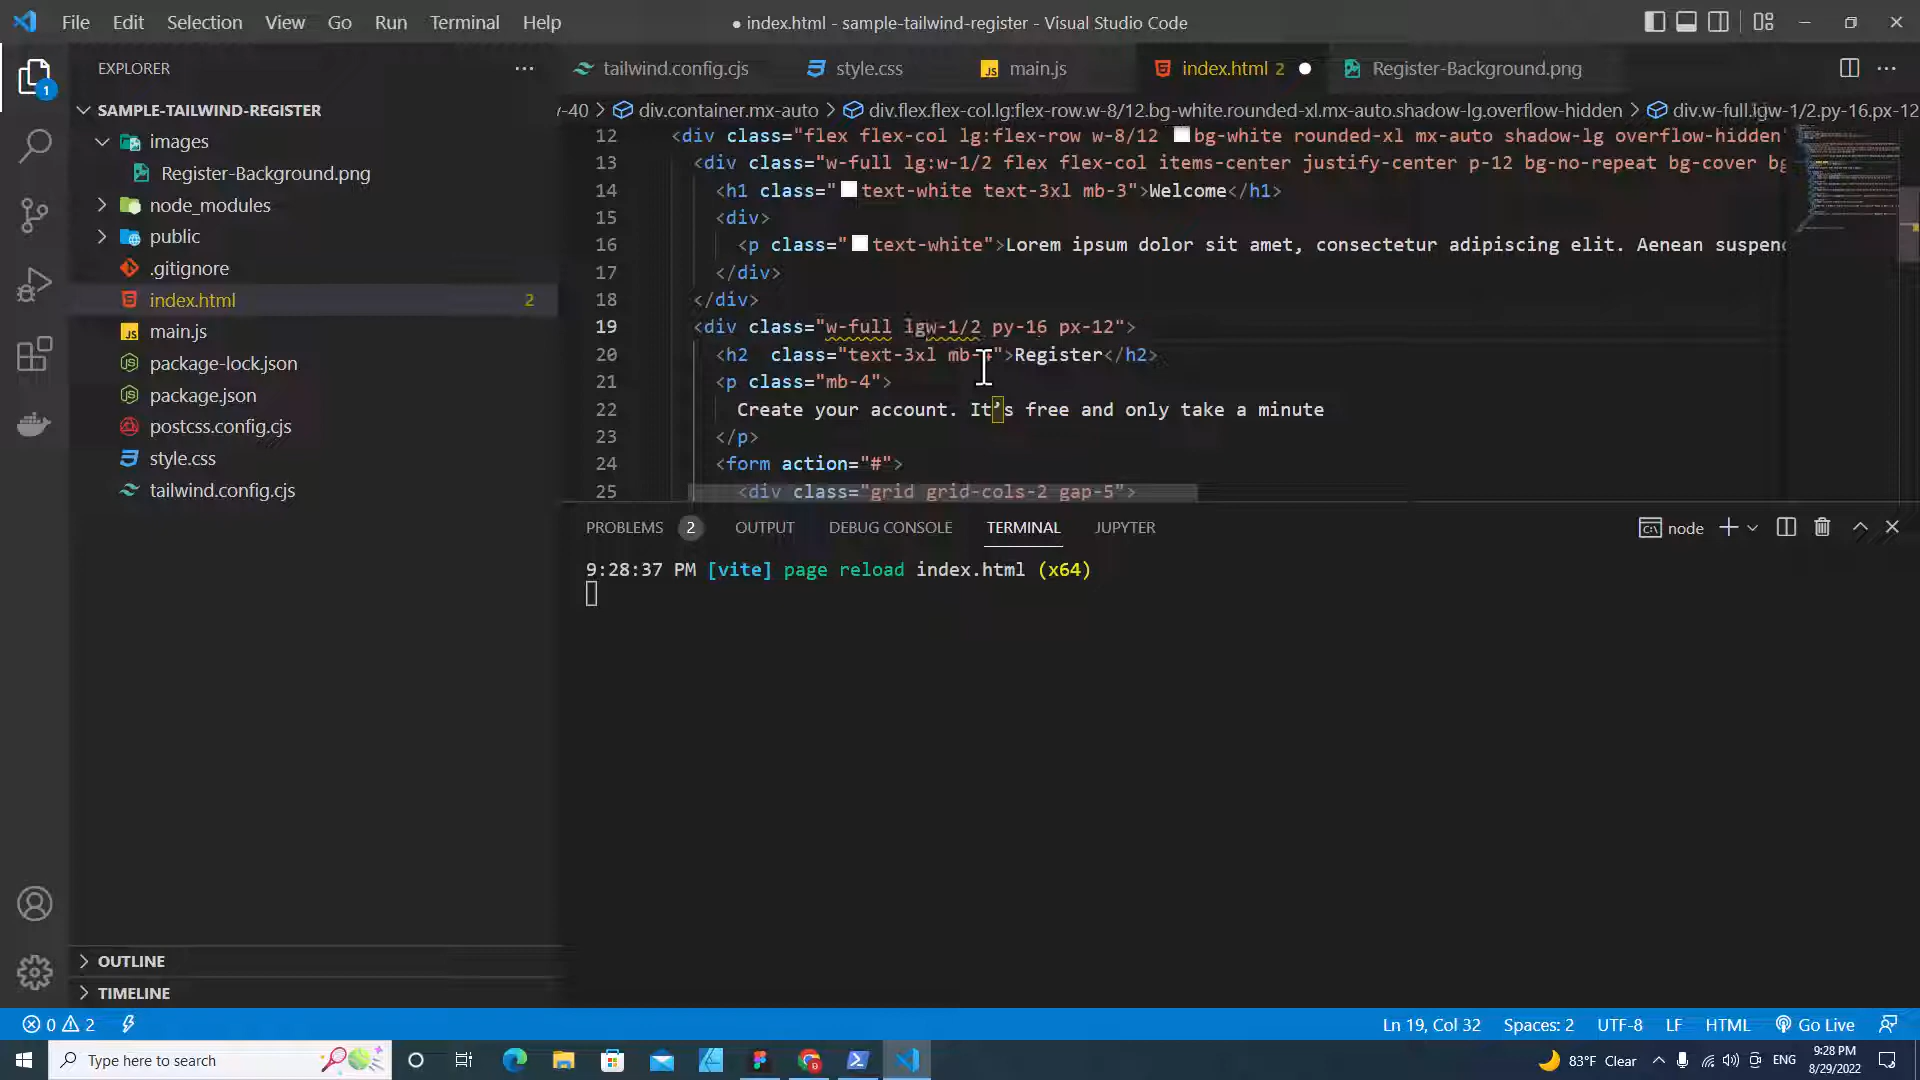 File Edit Selection View Go Run Terminal Help
● index.html - sample-tailwind-register - Visual Studio Code
EXPLORER
tailwind.config.cjs
style.css
main.js
index.html 2
Register-Background.png
y-40 > div.container.mx-auto > div.flex.flex-col.lg:flex-row.w-8/12.bg-white.rounded-xl.mx-auto.shadow-lg.overflow-hidden > div.w-full.lgw-1/2.py-16.px-12
1
SAMPLE-TAILWIND-REGISTER
images
Register-Background.png
node_modules
public
.gitignore
index.html 2
main.js
package-lock.json
package.json
postcss.config.cjs
style.css
tailwind.config.cjs
OUTLINE
TIMELINE
12 <div class="flex flex-col lg:flex-row w-8/12 bg-white rounded-xl mx-auto shadow-lg overflow-hidden"
13 <div class="w-full lg:w-1/2 flex flex-col items-center justify-center p-12 bg-no-repeat bg-cover bg
14 <h1 class="text-white text-3xl mb-3">Welcome</h1>
15 <div>
16 <p class="text-white">Lorem ipsum dolor sit amet, consectetur adipiscing elit. Aenean suspend
17 </div>
18 </div>
19 <div class="w-full lgw-1/2 py-16 px-12">
20 <h2  class="text-3xl mb-4">Register</h2>
21 <p class="mb-4">
22 Create your account. It’s free and only take a minute
23 </p>
24 <form action="#">
25 <div class="grid grid-cols-2 gap-5">
PROBLEMS 2 OUTPUT DEBUG CONSOLE TERMINAL JUPYTER
node
9:28:37 PM [vite] page reload index.html (x64)
0 2
Ln 19, Col 32 Spaces: 2 UTF-8 LF HTML Go Live
Type here to search
83°F Clear
ENG
9:28 PM
8/29/2022